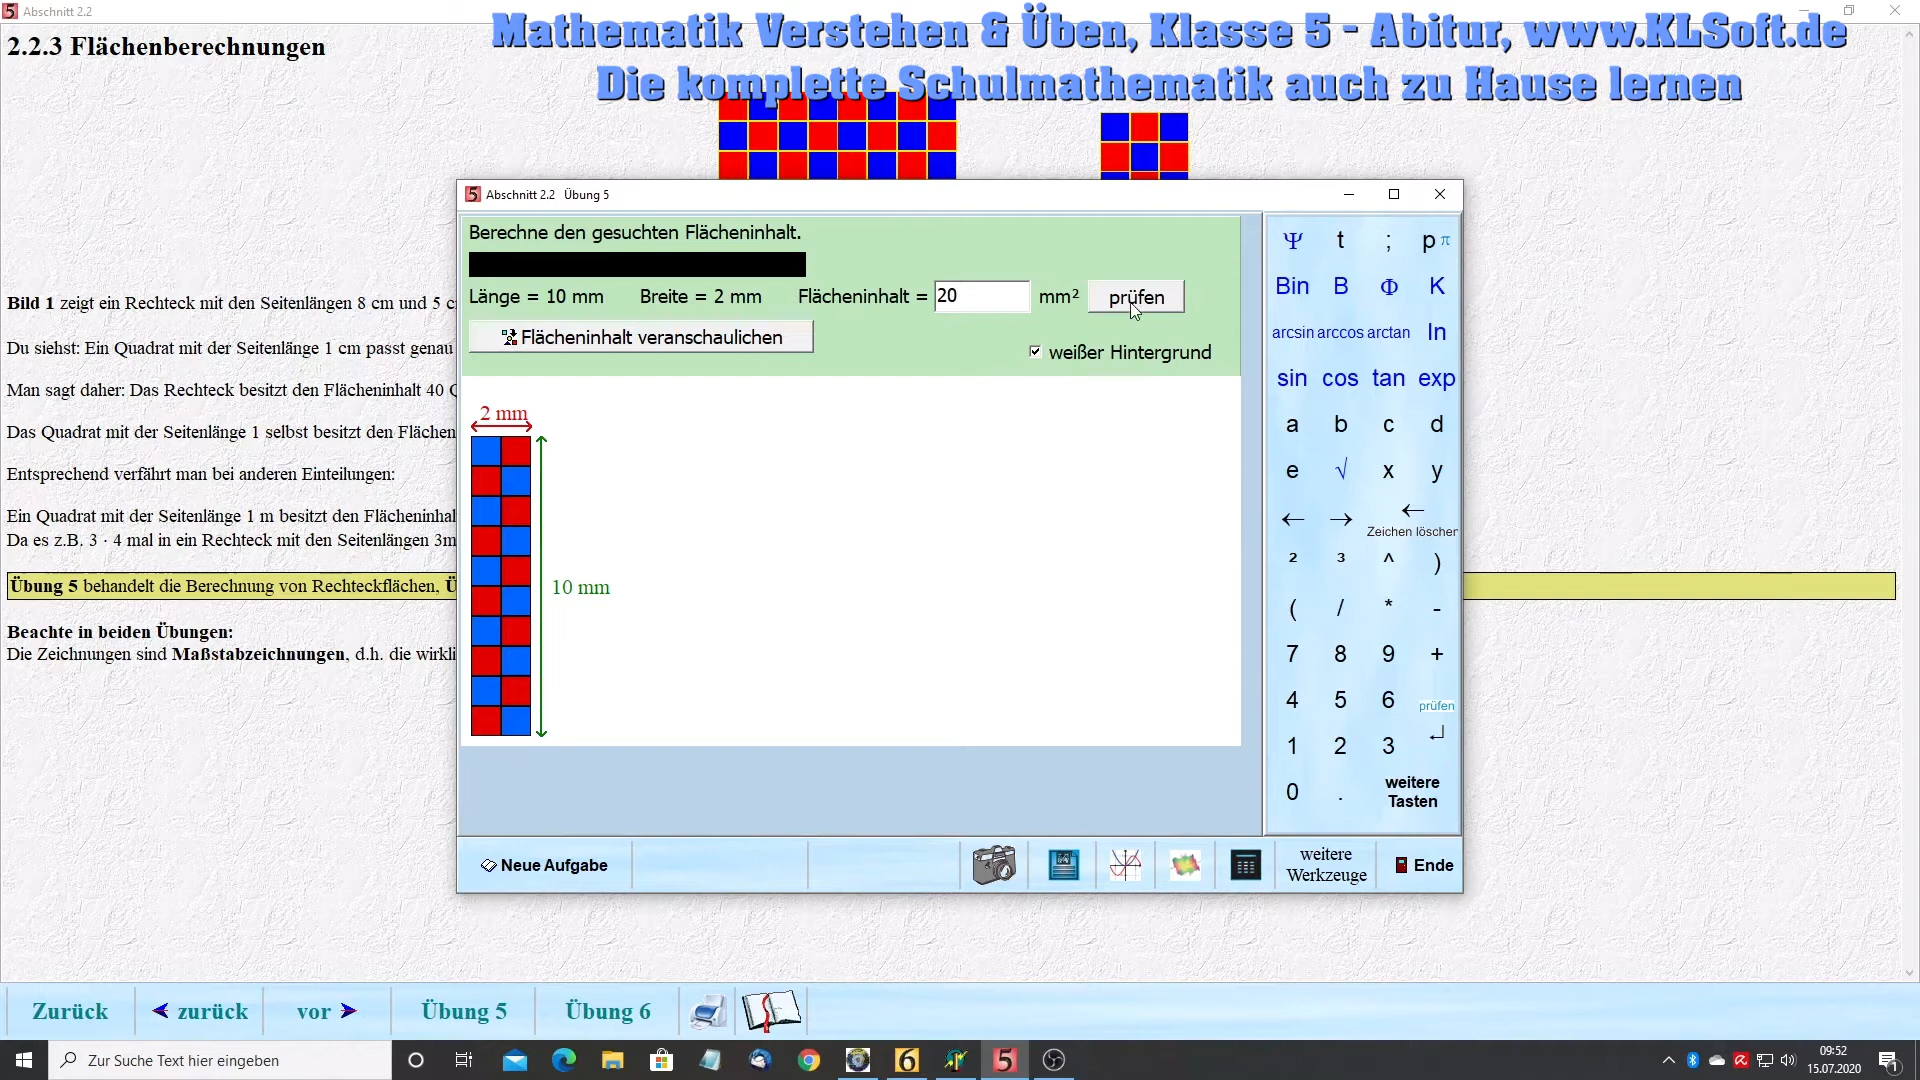 Abschnitt 2.2
Mathematik Verstehen & Üben, Klasse 5 - Abitur, www.KLSoft.de
Die komplette Schulmathematik auch zu Hause lernen
2.2.3 Flächenberechnungen
Bild 1 zeigt ein Rechteck mit den Seitenlängen 8 cm und 5 c
Du siehst: Ein Quadrat mit der Seitenlänge 1 cm passt genau
Man sagt daher: Das Rechteck besitzt den Flächeninhalt 40 Q
Das Quadrat mit der Seitenlänge 1 selbst besitzt den Flächen
Entsprechend verfährt man bei anderen Einteilungen:
Ein Quadrat mit der Seitenlänge 1 m besitzt den Flächeninhal
Da es z.B. 3 · 4 mal in ein Rechteck mit den Seitenlängen 3m
Übung 5 behandelt die Berechnung von Rechteckflächen, Ü
Beachte in beiden Übungen:
Die Zeichnungen sind Maßstabzeichnungen, d.h. die wirkli
Abschnitt 2.2 Übung 5
Berechne den gesuchten Flächeninhalt.
Länge = 10 mm Breite = 2 mm Flächeninhalt = 20 mm² prüfen
Flächeninhalt veranschaulichen
weißer Hintergrund
2 mm
10 mm
Ψ t ; p π
Bin B Φ K
arcsin arccos arctan ln
sin cos tan exp
a b c d
e √ x y
← → ←
Zeichen löschen
² ³ ^ )
( / * -
7 8 9 +
4 5 6 prüfen
1 2 3 ↵
0 . weitere
Tasten
Neue Aufgabe
weitere
Werkzeuge
Ende
Zurück zurück vor Übung 5 Übung 6
Zur Suche Text hier eingeben
6
5
09:52
15.07.2020
1